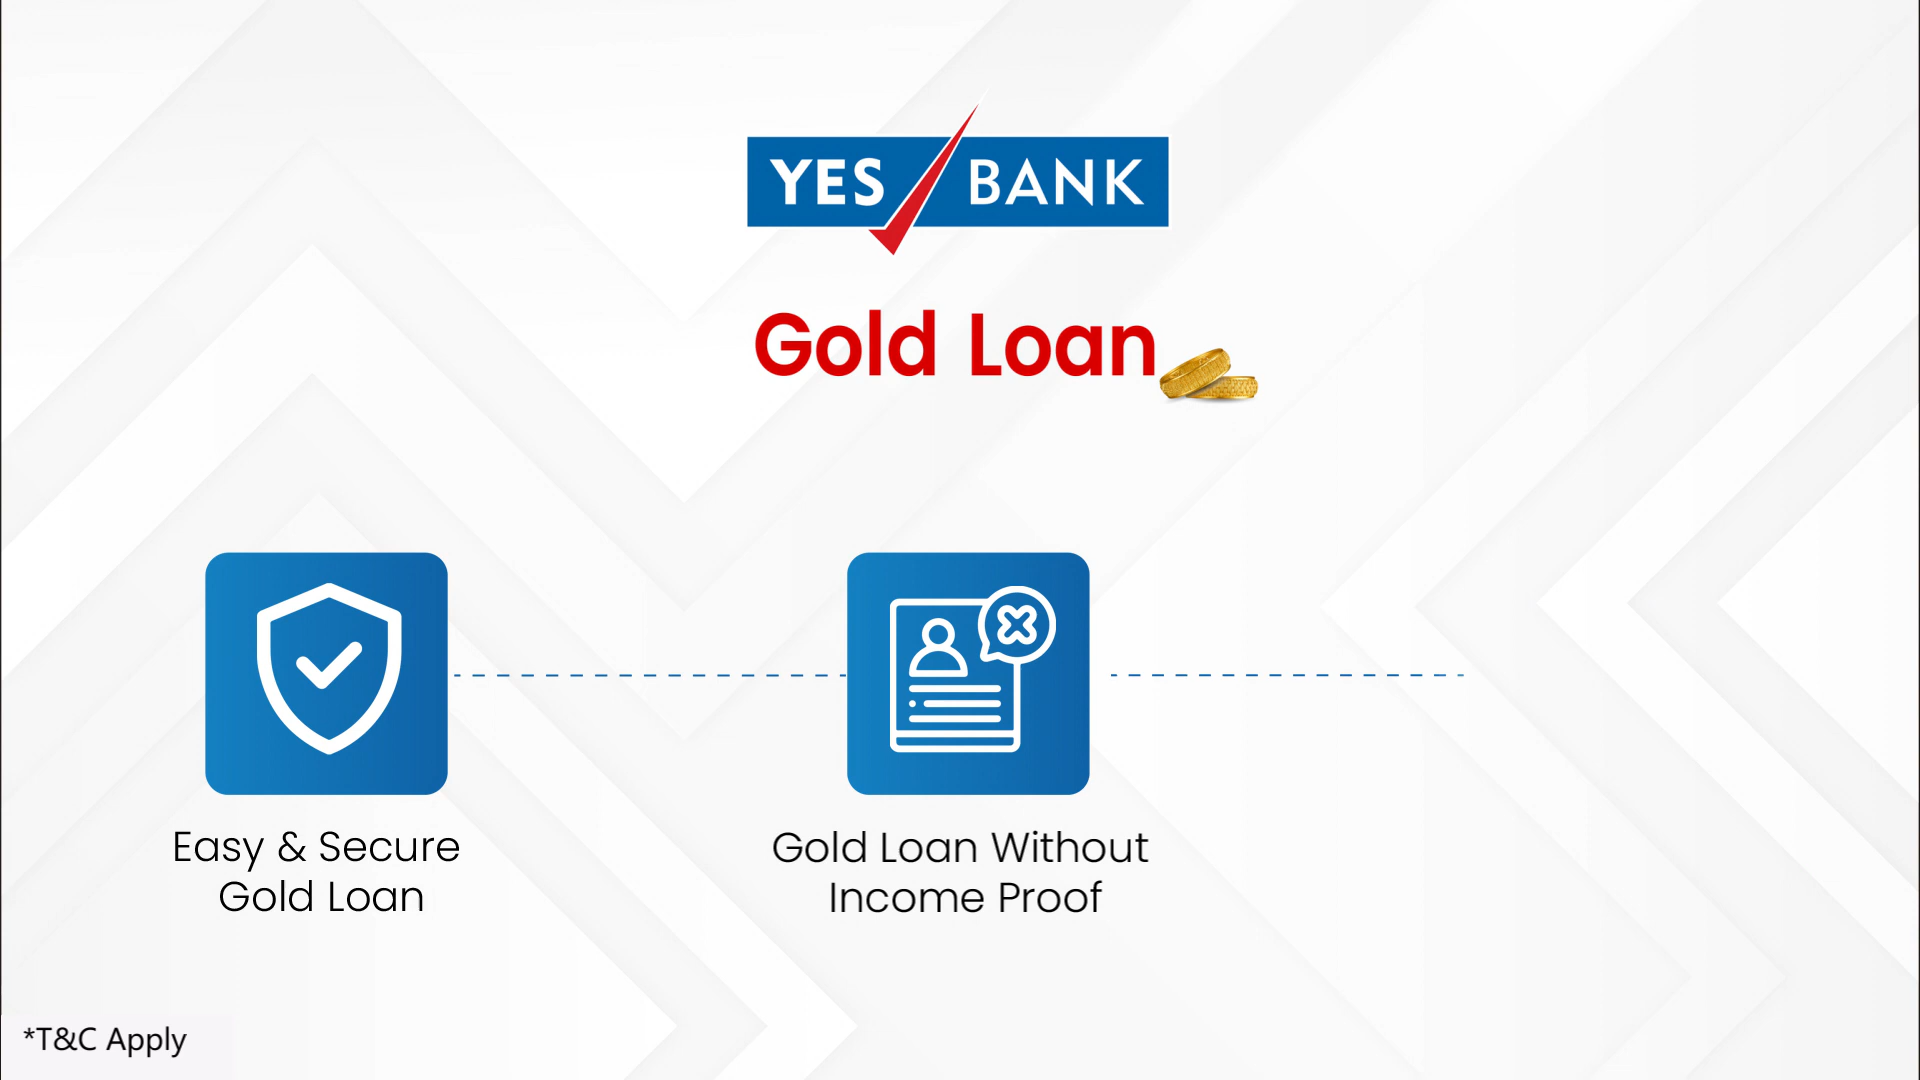 YES BANK
Gold Loan
Easy & Secure
Gold Loan
Gold Loan Without
Income Proof
*T&C Apply